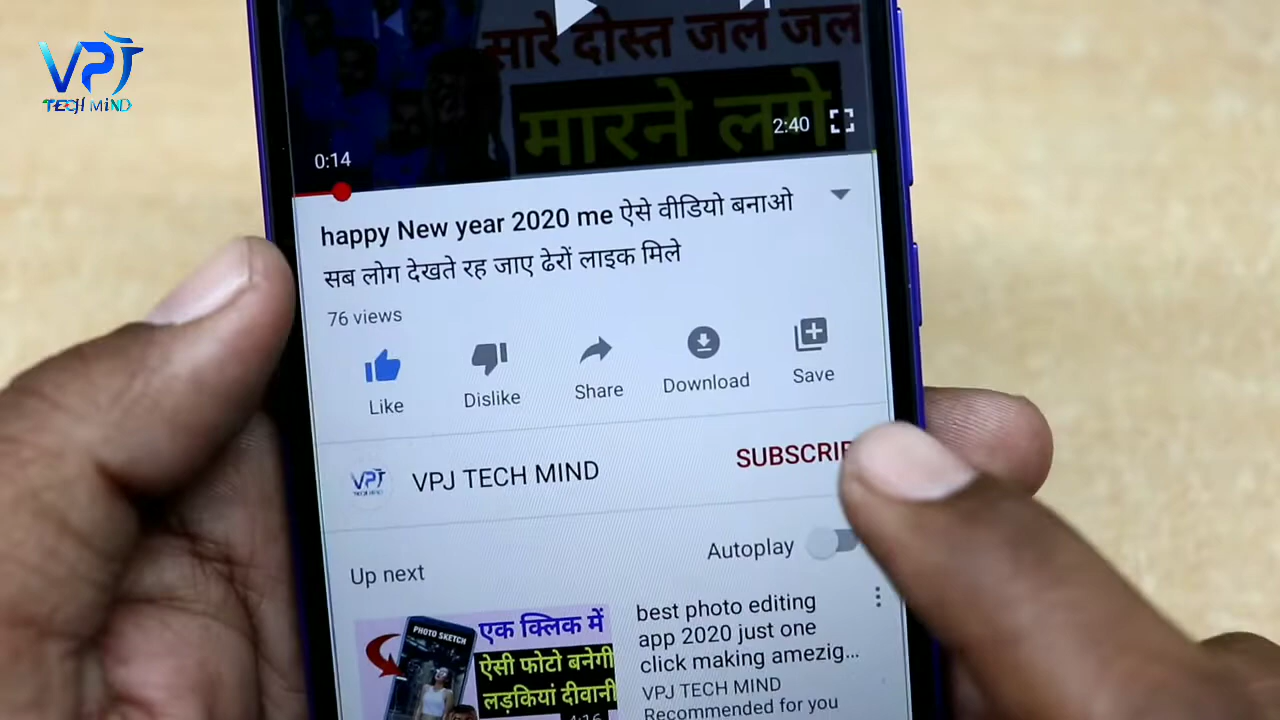 VPJ
TECH MiND
सारे दोस्त जल जल
मारने लगे
2:40
0:14
happy New year 2020 me ऐसे वीडियो बनाओ
सब लोग देखते रह जाए ढेरों लाइक मिले
76 views
Like
Dislike
Share
Download
Save
VPJ
TECH MIND
VPJ TECH MIND
Autoplay
Up next
PHOTO SKETCH
एक क्लिक में
ऐसी फोटो बनेगी
लड़कियां दीवानी
best photo editing
app 2020 just one
click making amezig...
VPJ TECH MIND
Recommended for you